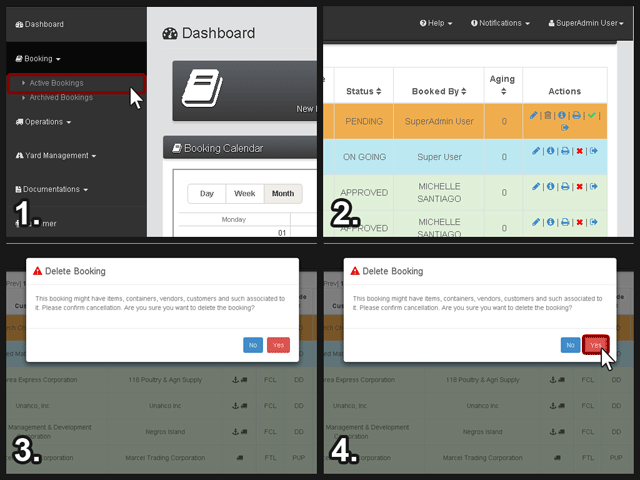 Dashboard
Booking
Active Bookings
Archived Bookings
Operations
Yard Management
Documentations
mer
1.
Dashboard
New
Booking Calendar
Day
Week
Month
Monday
01
Help
Notifications
SuperAdmin User
Status
Booked By
Aging
Actions
PENDING
SuperAdmin User
0
ON GOING
Super User
0
APPROVED
MICHELLE
SANTIAGO
0
APPROVED
MICHELLE
SANTIAGO
0
2.
Delete Booking
This booking might have items, containers, vendors, customers and such associated to
it. Please confirm cancellation. Are you sure you want to delete the booking?
No
Yes
rea Express Corporation
118 Poultry & Agri Supply
FCL
DD
Unahco, Inc
Unahco Inc
FCL
DD
Management & Development
Corporation
Negros Island
FCL
DD
Corporation
Marcel Trading Corporation
FTL
PUP
3.
Delete Booking
This booking might have items, containers, vendors, customers and such associated to
it. Please confirm cancellation. Are you sure you want to delete the booking?
No
Yes
Express Corporation
118 Poultry & Agri Supply
FCL
DD
Unahco, Inc
Unahco Inc
FCL
DD
Management & Development
Corporation
Negros Island
FCL
DD
Corporation
Marcel Trading Corporation
FTL
PUP
4.